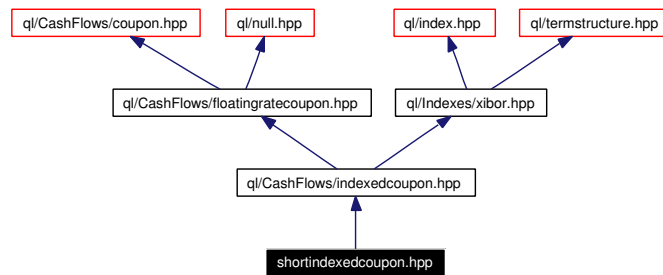 ql/CashFlows/coupon.hpp
ql/null.hpp
ql/index.hpp
ql/termstructure.hpp
ql/CashFlows/floatingratecoupon.hpp
ql/Indexes/xibor.hpp
ql/CashFlows/indexedcoupon.hpp
shortindexedcoupon.hpp